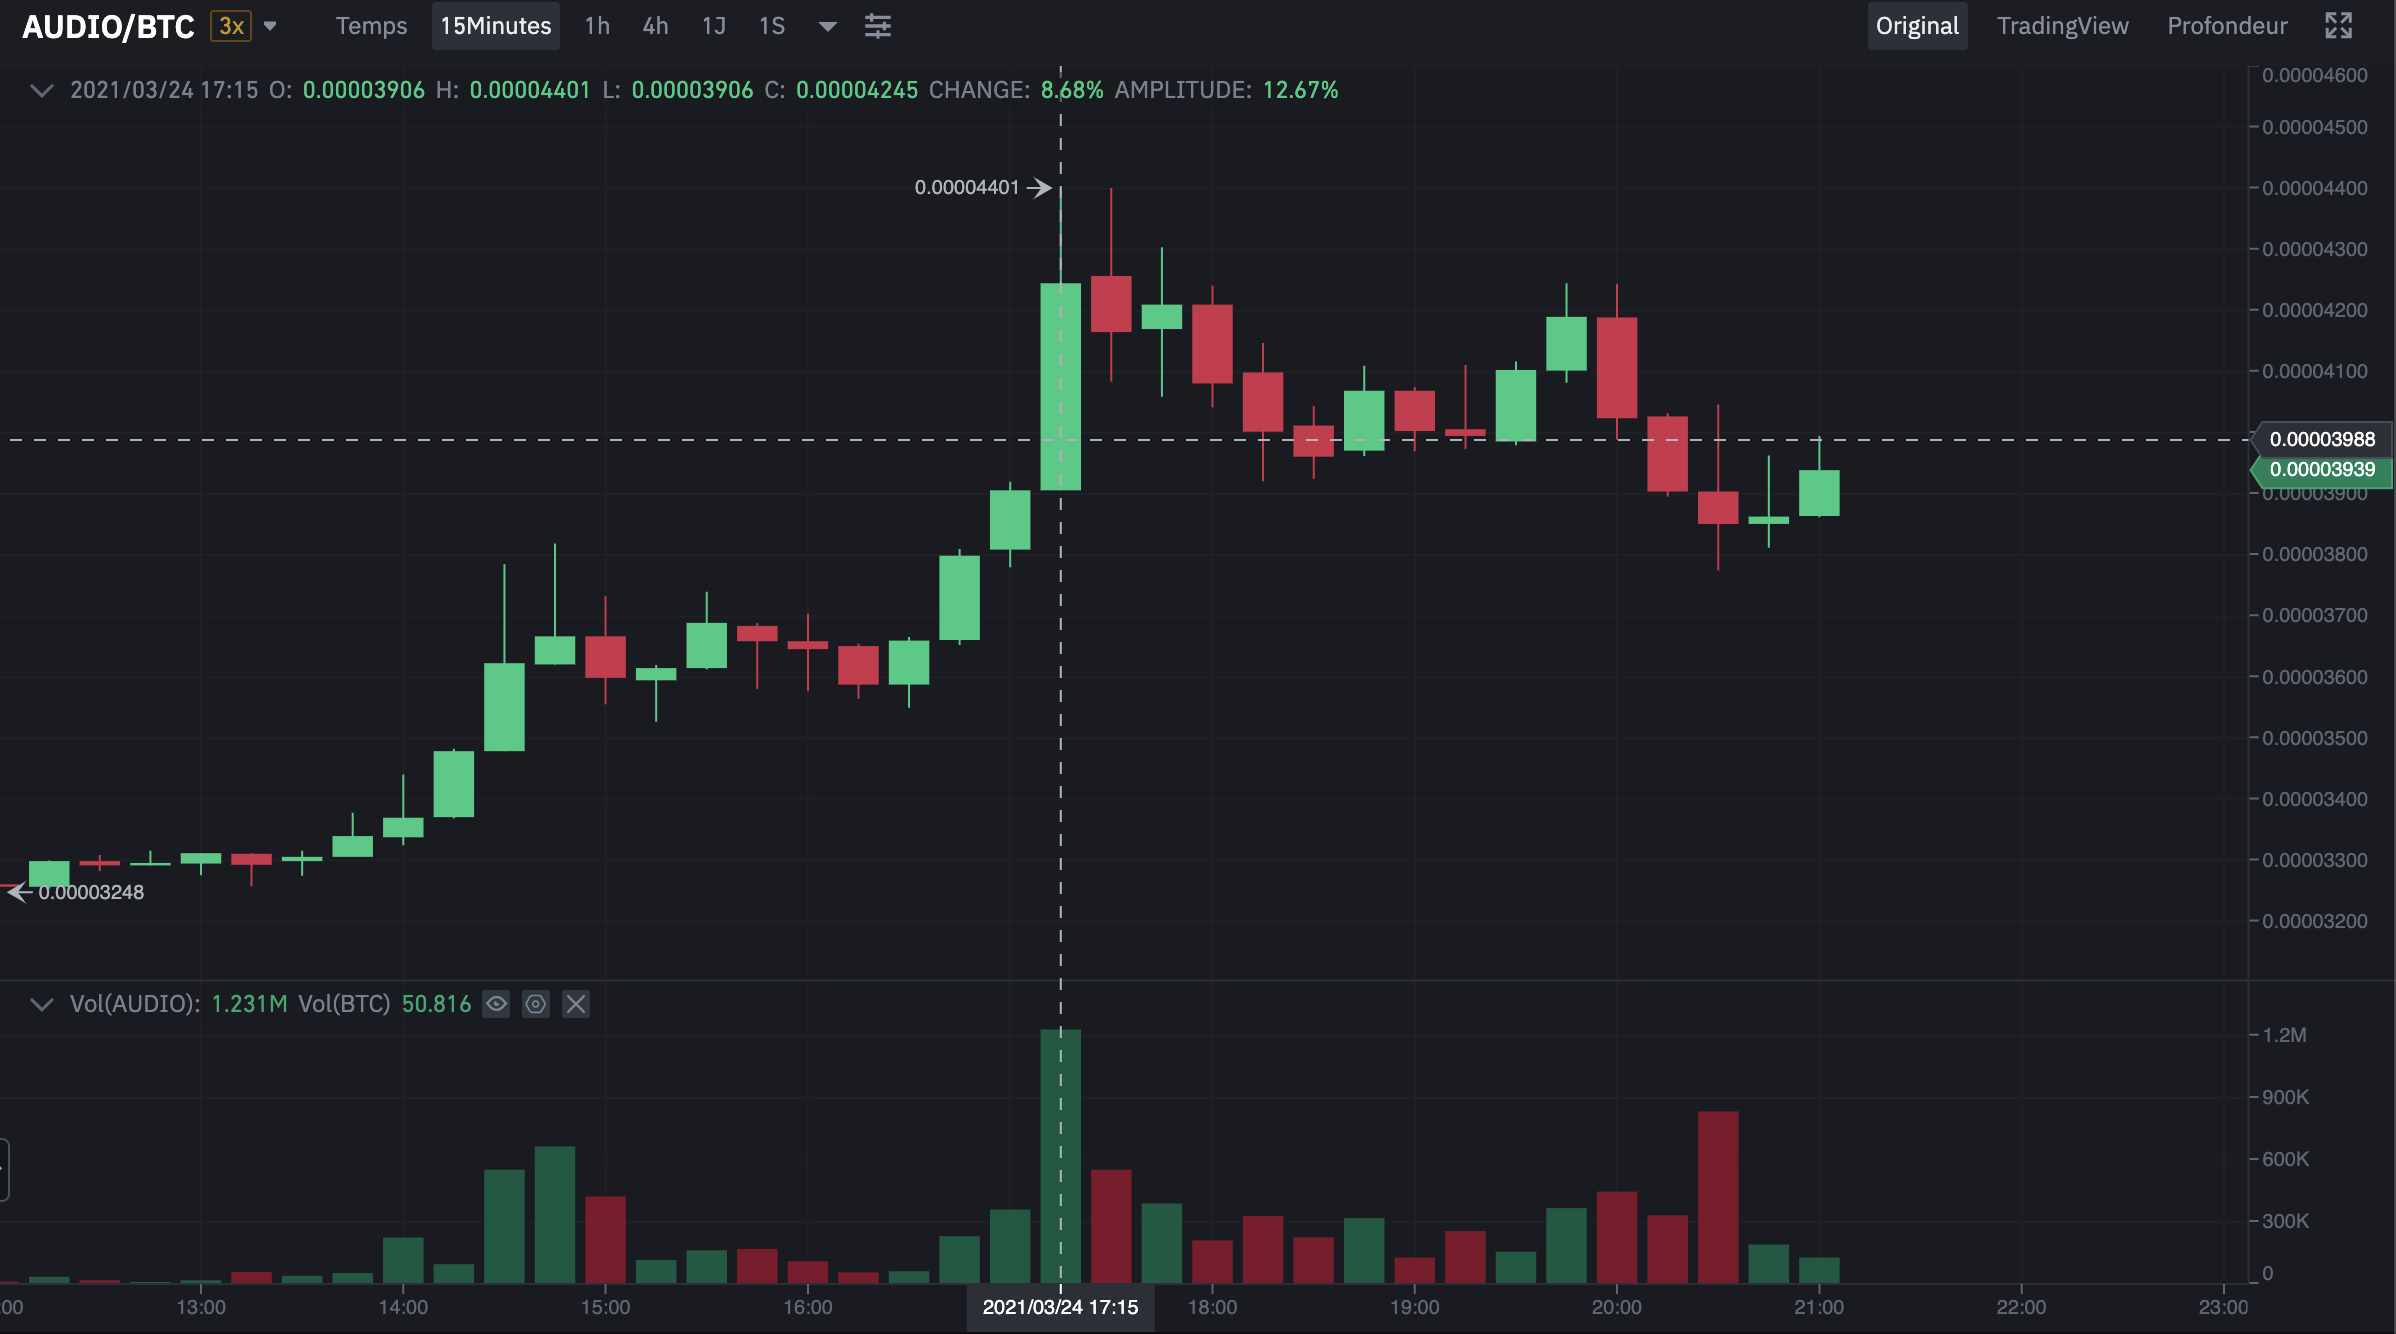 AUDIO/BTC 3x Temps 15Minutes 1h 4h 1J 1S Original TradingView Profondeur
2021/03/24 17:15 O: 0.00003906 H: 0.00004401 L: 0.00003906 C: 0.00004245 CHANGE: 8.68% AMPLITUDE: 12.67%
0.00004600
0.00004500
0.00004401
0.00004400
0.00004300
0.00004200
0.00004100
0.00003988
0.00003939
0.00003900
0.00003800
0.00003700
0.00003600
0.00003500
0.00003400
0.00003300
0.00003248
0.00003200
Vol(AUDIO): 1.231M Vol(BTC) 50.816
1.2M
900K
600K
300K
0
:00 13:00 14:00 15:00 16:00 2021/03/24 17:15 18:00 19:00 20:00 21:00 22:00 23:00